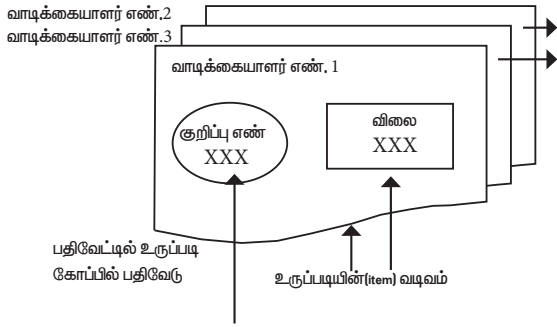 வாடிக்கையாளர் எண்.2
வாடிக்கையாளர் எண்.3
வாடிக்கையாளர் எண். 1
குறிப்பு எண்
XXX
விலை
XXX
பதிவேட்டில் உருப்படி
கோப்பில் பதிவேடு
உருப்படியின்(item) வடிவம்